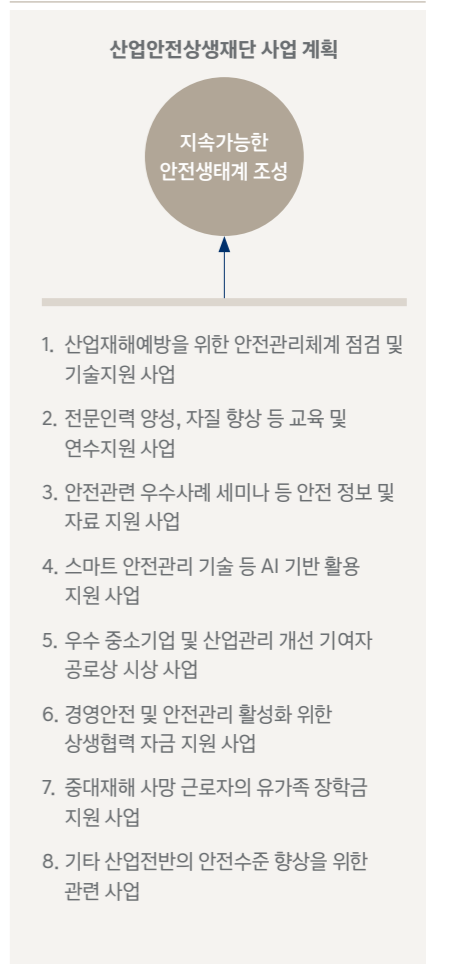 산업안전상생재단 사업 계획
지속가능한
안전생태계 조성
1. 산업재해예방을 위한 안전관리체계 점검 및
기술지원 사업
2. 전문인력 양성, 자질 향상 등 교육 및
연수지원 사업
3. 안전관련 우수사례 세미나 등 안전 정보 및
자료 지원 사업
4. 스마트 안전관리 기술 등 AI 기반 활용
지원 사업
5. 우수 중소기업 및 산업관리 개선 기여자
공로상 시상 사업
6. 경영안전 및 안전관리 활성화 위한
상생협력 자금 지원 사업
7. 중대재해 사망 근로자의 유가족 장학금
지원 사업
8. 기타 산업전반의 안전수준 향상을 위한
관련 사업